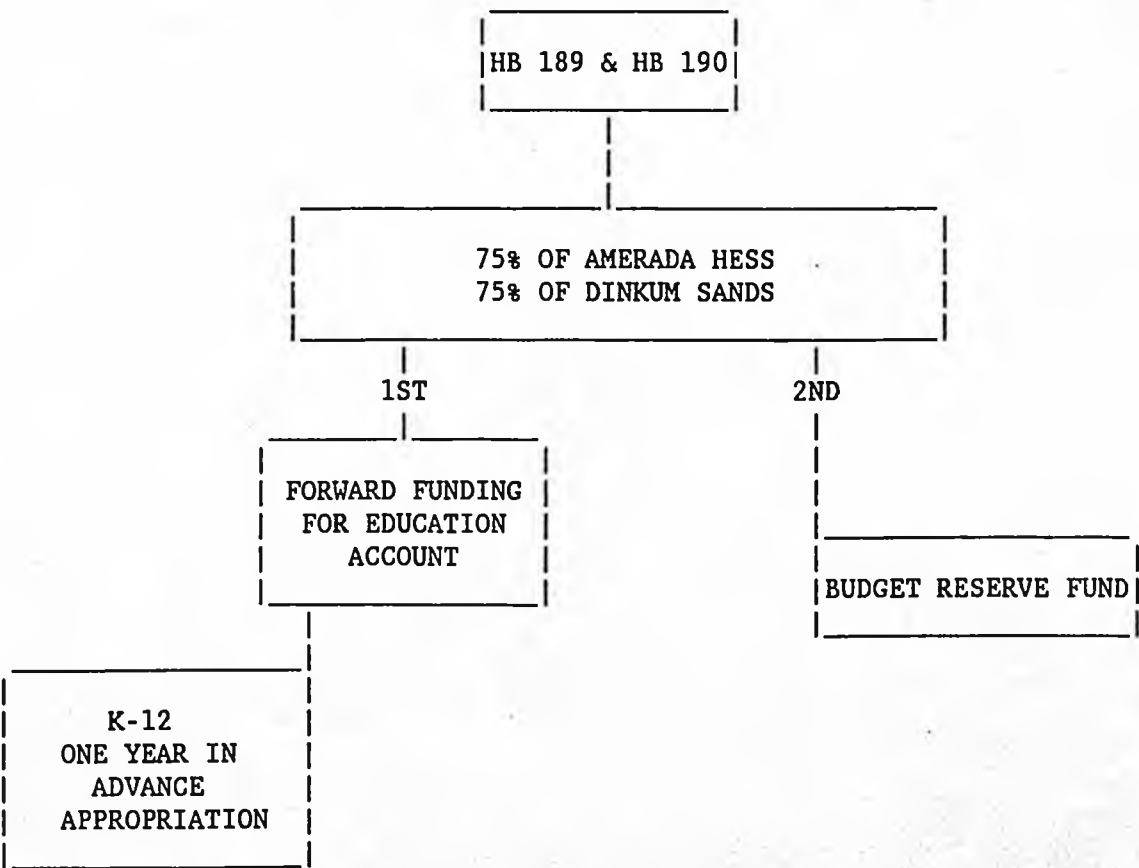 HB 189 & HB 190
75% OF AMERADA HESS
75% OF DINKUM SANDS
1ST
2ND
FORWARD FUNDING
FOR EDUCATION
ACCOUNT
BUDGET RESERVE FUND
K-12
ONE YEAR IN
ADVANCE
APPROPRIATION